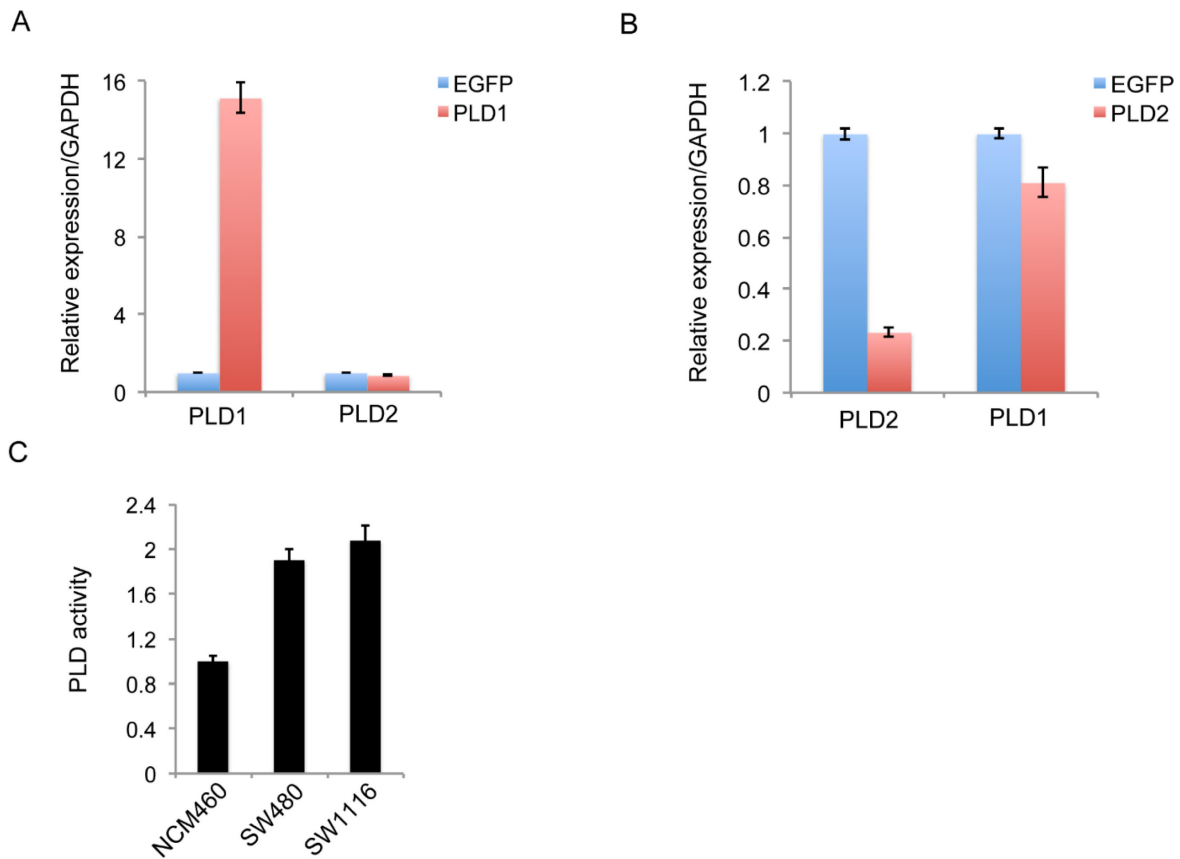 A
Relative expression/GAPDH
16
12
8
4
0
EGFP
PLD1
PLD1
PLD2
B
Relative expression/GAPDH
1.2
1
0.8
0.6
0.4
0.2
0
EGFP
PLD2
PLD2
PLD1
C
PLD activity
2.4
2
1.6
1.2
0.8
0.4
0
NCM460
SW480
SW1116